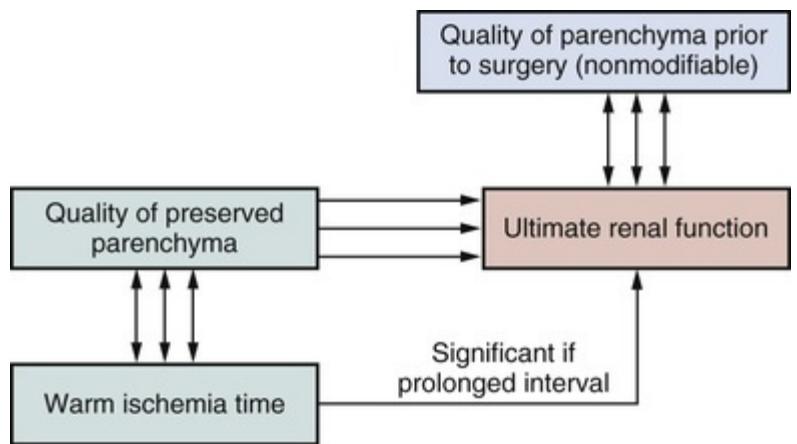 Quality of parenchyma prior
to surgery (nonmodifiable)
Quality of preserved
parenchyma
Ultimate renal function
Significant if
prolonged interval
Warm ischemia time